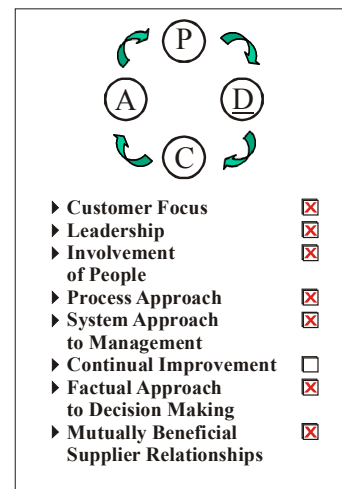 P
A D
C
Customer Focus
Leadership
Involvement
of People
Process Approach
System Approach
to Management
Continual Improvement
Factual Approach
to Decision Making
Mutually Beneficial
Supplier Relationships